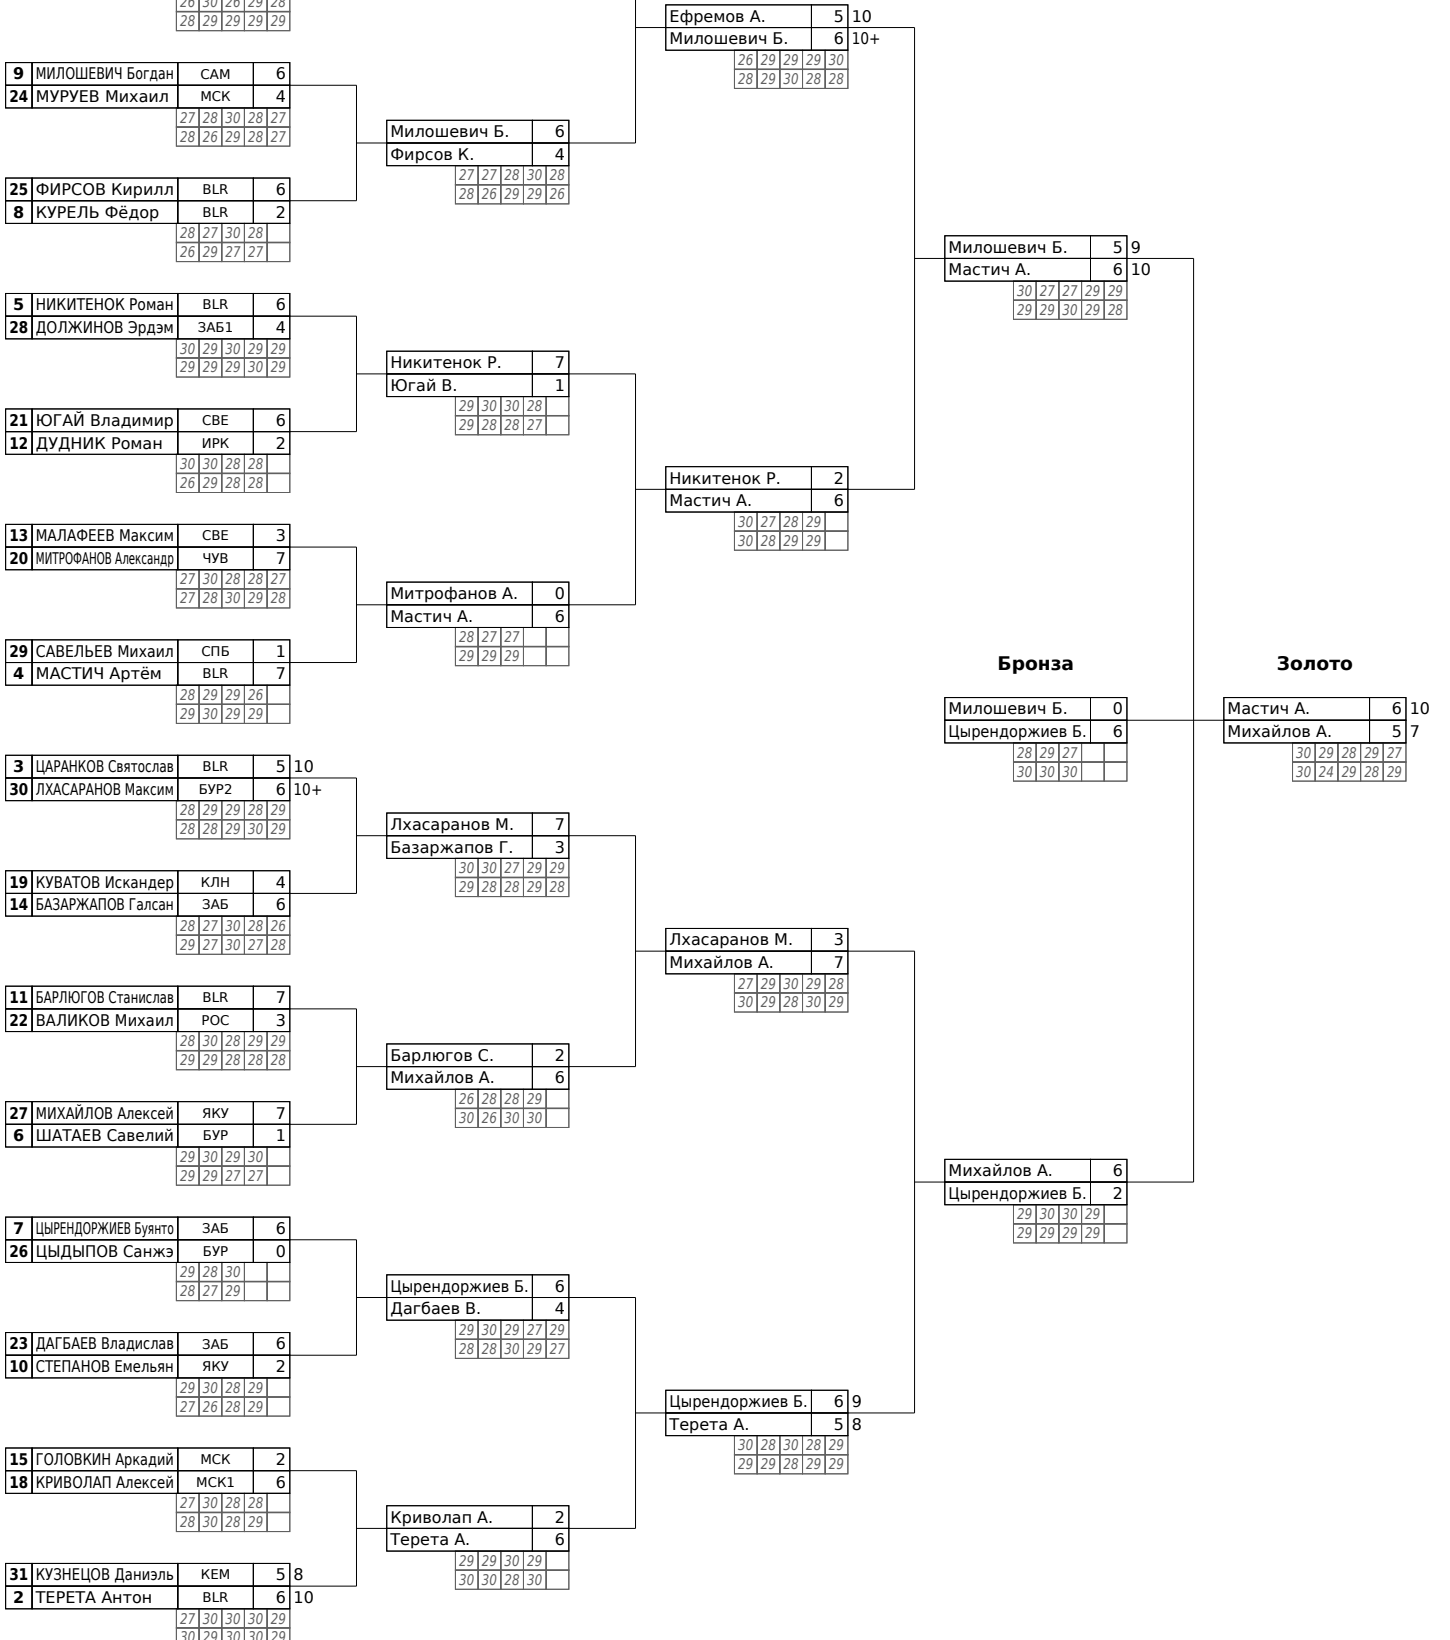 26 30 26 29 28
28 29 29 29 29
9 МИЛОШЕВИЧ Богдан САМ 6
24 МУРУЕВ Михаил МСК 4
27 28 30 28 27
28 26 29 28 27
25 ФИРСОВ Кирилл BLR 6
8 КУРЕЛЬ Фёдор BLR 2
28 27 30 28
26 29 27 27
5 НИКИТЕНОК Роман BLR 6
28 ДОЛЖИНОВ Эрдэм ЗАБ1 4
30 29 30 29 29
29 29 29 30 29
21 ЮГАЙ Владимир СВЕ 6
12 ДУДНИК Роман ИРК 2
30 30 28 28
26 29 28 28
13 МАЛАФЕЕВ Максим СВЕ 3
20 МИТРОФАНОВ Александр ЧУВ 7
27 30 28 28 27
27 28 30 29 28
29 САВЕЛЬЕВ Михаил СПБ 1
4 МАСТИЧ Артём BLR 7
28 29 29 26
29 30 29 29
3 ЦАРАНКОВ Святослав BLR 5 10
30 ЛХАСАРАНОВ Максим БУР2 6 10+
28 29 29 28 29
28 28 29 30 29
19 КУВАТОВ Искандер КЛН 4
14 БАЗАРЖАПОВ Галсан ЗАБ 6
28 27 30 28 26
29 27 30 27 28
11 БАРЛЮГОВ Станислав BLR 7
22 ВАЛИКОВ Михаил РОС 3
28 30 28 29 29
29 29 28 28 28
27 МИХАЙЛОВ Алексей ЯКУ 7
6 ШАТАЕВ Савелий БУР 1
29 30 29 30
29 29 27 27
7 ЦЫРЕНДОРЖИЕВ Буянто ЗАБ 6
26 ЦЫДЫПОВ Санжэ БУР 0
29 28 30
28 27 29
23 ДАГБАЕВ Владислав ЗАБ 6
10 СТЕПАНОВ Емельян ЯКУ 2
29 30 28 29
27 26 28 29
15 ГОЛОВКИН Аркадий МСК 2
18 КРИВОЛАП Алексей МСК1 6
27 30 28 28
28 30 28 29
31 КУЗНЕЦОВ Даниэль КЕМ 5 8
2 ТЕРЕТА Антон BLR 6 10
27 30 30 30 29
30 29 30 30 29
Милошевич Б. 6
Фирсов К. 4
27 27 28 30 28
28 26 29 29 26
Никитенок Р. 7
Югай В. 1
29 30 30 28
29 28 28 27
Митрофанов А. 0
Мастич А. 6
28 27 27
29 29 29
Лхасаранов М. 7
Базаржапов Г. 3
30 30 27 29 29
29 28 28 29 28
Барлюгов С. 2
Михайлов А. 6
26 28 28 29
30 26 30 30
Цырендоржиев Б. 6
Дагбаев В. 4
29 30 29 27 29
28 28 30 29 27
Криволап А. 2
Терета А. 6
29 29 30 29
30 30 28 30
Ефремов А. 5 10
Милошевич Б. 6 10+
26 29 29 29 30
28 29 30 28 28
Никитенок Р. 2
Мастич А. 6
30 27 28 29
30 28 29 29
Лхасаранов М. 3
Михайлов А. 7
27 29 30 29 28
30 29 28 30 29
Цырендоржиев Б. 6 9
Терета А. 5 8
30 28 30 28 29
29 29 28 29 29
Милошевич Б. 5 9
Мастич А. 6 10
30 27 27 29 29
29 29 30 29 28
Бронза
Милошевич Б. 0
Цырендоржиев Б. 6
28 29 27
30 30 30
Михайлов А. 6
Цырендоржиев Б. 2
29 30 30 29
29 29 29 29
Золото
Мастич А. 6 10
Михайлов А. 5 7
30 29 28 29 27
30 24 29 28 29